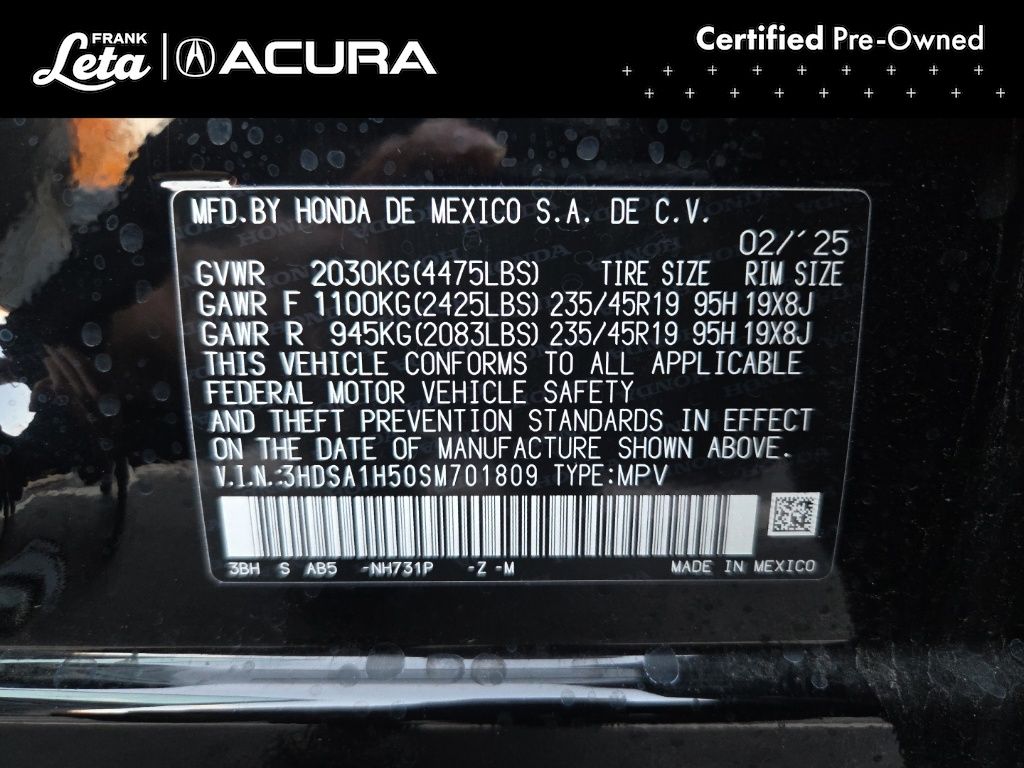 FRANK
Leta
ACURA
Certified Pre-Owned
MFD.BY HONDA DE MEXICO S.A. DE C.V.
02/´25
GVWR 2030KG(4475LBS) TIRE SIZE RIM SIZE
GAWR F 1100KG(2425LBS) 235/45R19 95H 19X8J
GAWR R 945KG(2083LBS) 235/45R19 95H 19X8J
THIS VEHICLE CONFORMS TO ALL APPLICABLE
FEDERAL MOTOR VEHICLE SAFETY
AND THEFT PREVENTION STANDARDS IN EFFECT
ON THE DATE OF MANUFACTURE SHOWN ABOVE.
V.I.N.:3HDSA1H50SM701809 TYPE:MPV
3BH S AB5 -NH731P -Z -M MADE IN MEXICO